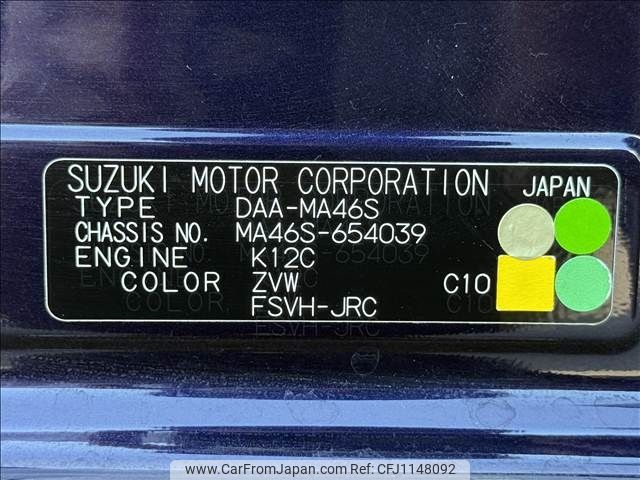 SUZUKI MOTOR CORPORATION JAPAN
TYPE DAA-MA46S
CHASSIS NO. MA46S-654039
ENGINE K12C
COLOR ZVW C10
FSVH-JRC
www.CarFromJapan.com | Ref No. CFJ1148092